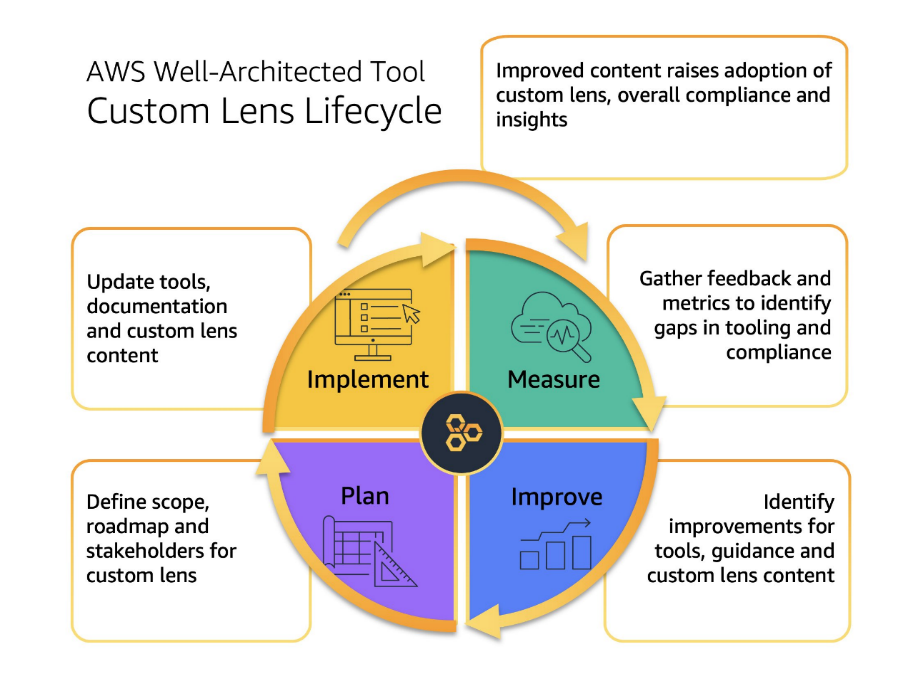 AWS Well-Architected Tool
Custom Lens Lifecycle
Improved content raises adoption of
custom lens, overall compliance and
insights
Update tools,
documentation
and custom lens
content
Gather feedback and
metrics to identify
gaps in tooling and
compliance
Implement
Measure
Plan
Improve
Define scope,
roadmap and
stakeholders for
custom lens
Identify
improvements for
tools, guidance and
custom lens content